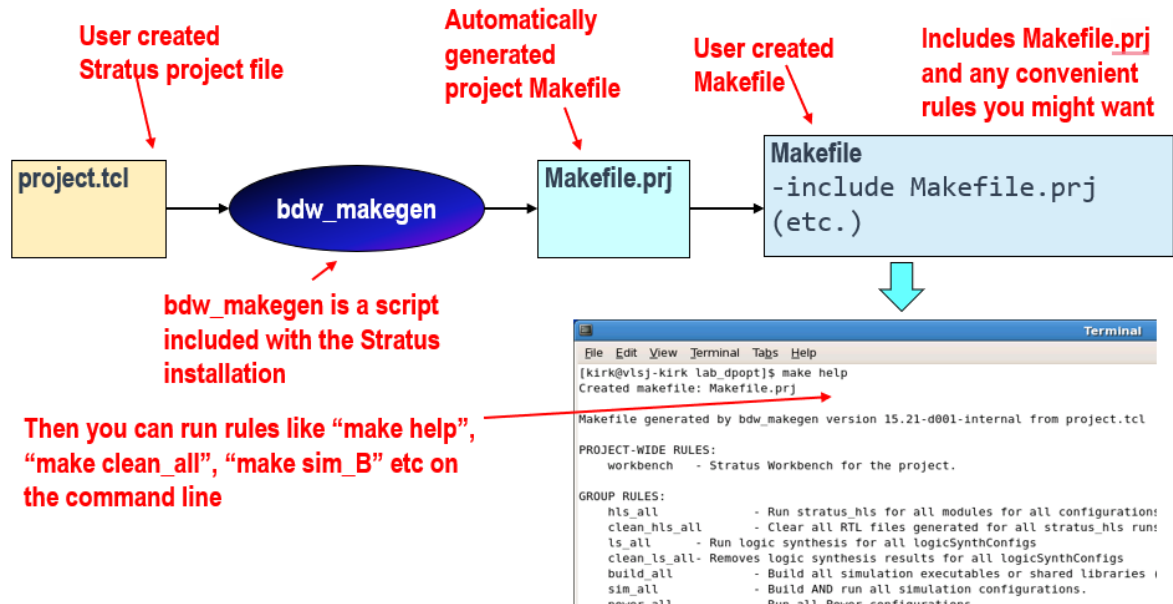 User created
Stratus project file
Automatically
generated
project Makefile
User created
Makefile
Includes Makefile.prj
and any convenient
rules you might want
project.tcl
bdw_makegen
Makefile.prj
Makefile
-include Makefile.prj
(etc.)
bdw_makegen is a script
included with the Stratus
installation
Then you can run rules like “make help”,
“make clean_all”, “make sim_B” etc on
the command line
Terminal
File Edit View Terminal Tabs Help
[kirk@vlsj-kirk lab_dpopt]$ make help
Created makefile: Makefile.prj
Makefile generated by bdw_makegen version 15.21-d001-internal from project.tcl
PROJECT-WIDE RULES:
workbench - Stratus Workbench for the project.
GROUP RULES:
hls_all - Run stratus_hls for all modules for all configurations
clean_hls_all - Clear all RTL files generated for all stratus_hls runs
ls_all - Run logic synthesis for all logicSynthConfigs
clean_ls_all- Removes logic synthesis results for all logicSynthConfigs
build_all - Build all simulation executables or shared libraries (
sim_all - Build AND run all simulation configurations.
power_all - Run all Power configurations